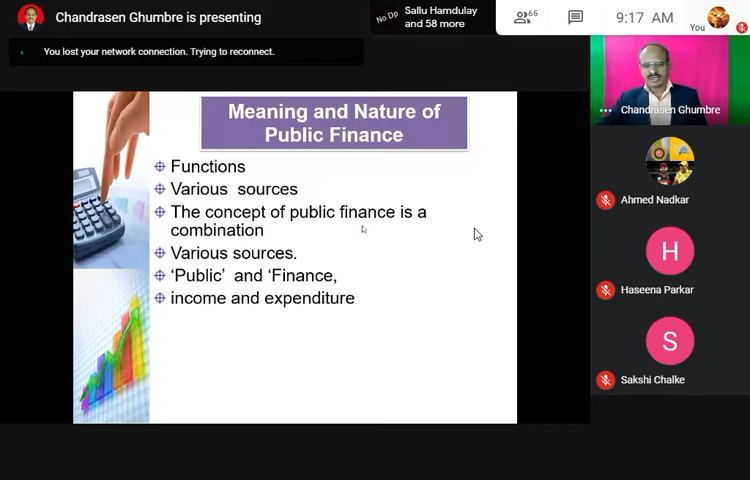 Chandrasen Ghumbre is presenting
No Dp
Sallu Hamdulay
and 58 more
65
9:17 AM
You
You lost your network connection. Trying to reconnect.
Chandrasen Ghumbre
Meaning and Nature of
Public Finance
Functions
Various sources
The concept of public finance is a
combination
Various sources.
‘Public’ and ‘Finance,
income and expenditure
Ahmed Nadkar
H
Haseena Parkar
S
Sakshi Chalke